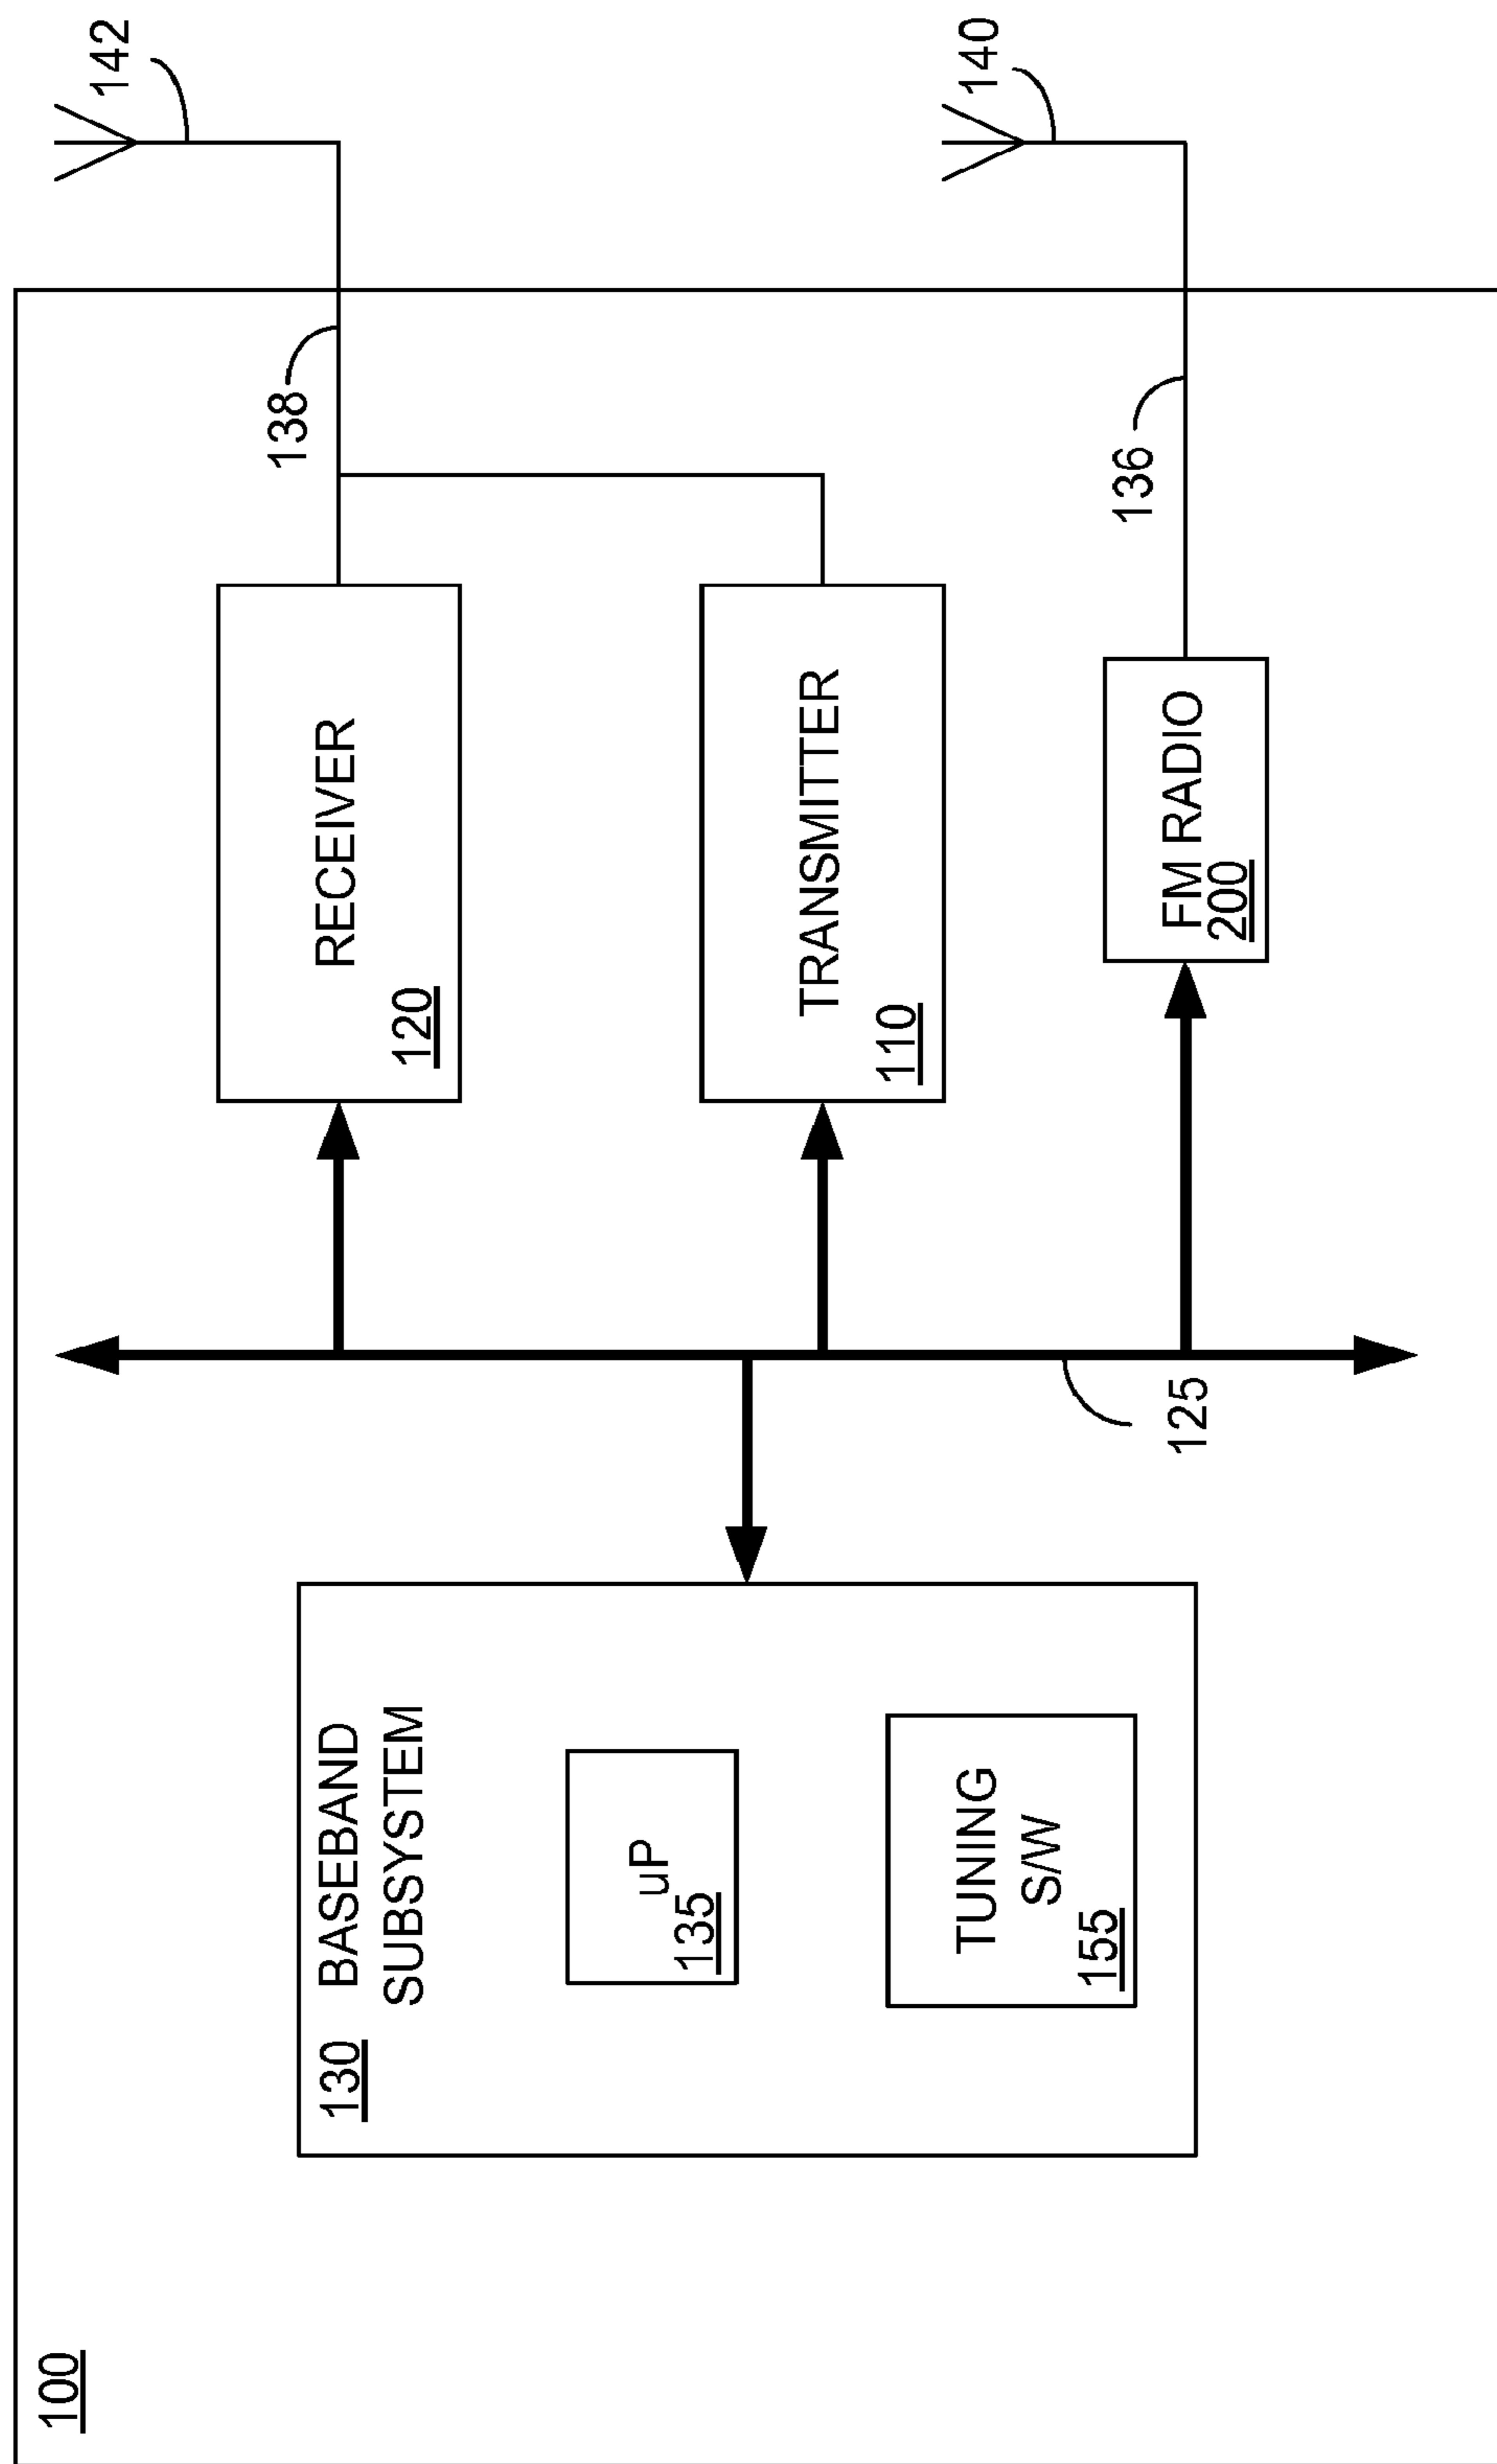 100
130
BASEBAND
SUBSYSTEM
uP
135
TUNING
S/W
155
125
RECEIVER
120
TRANSMITTER
110
FM RADIO
200
138
136
142
140